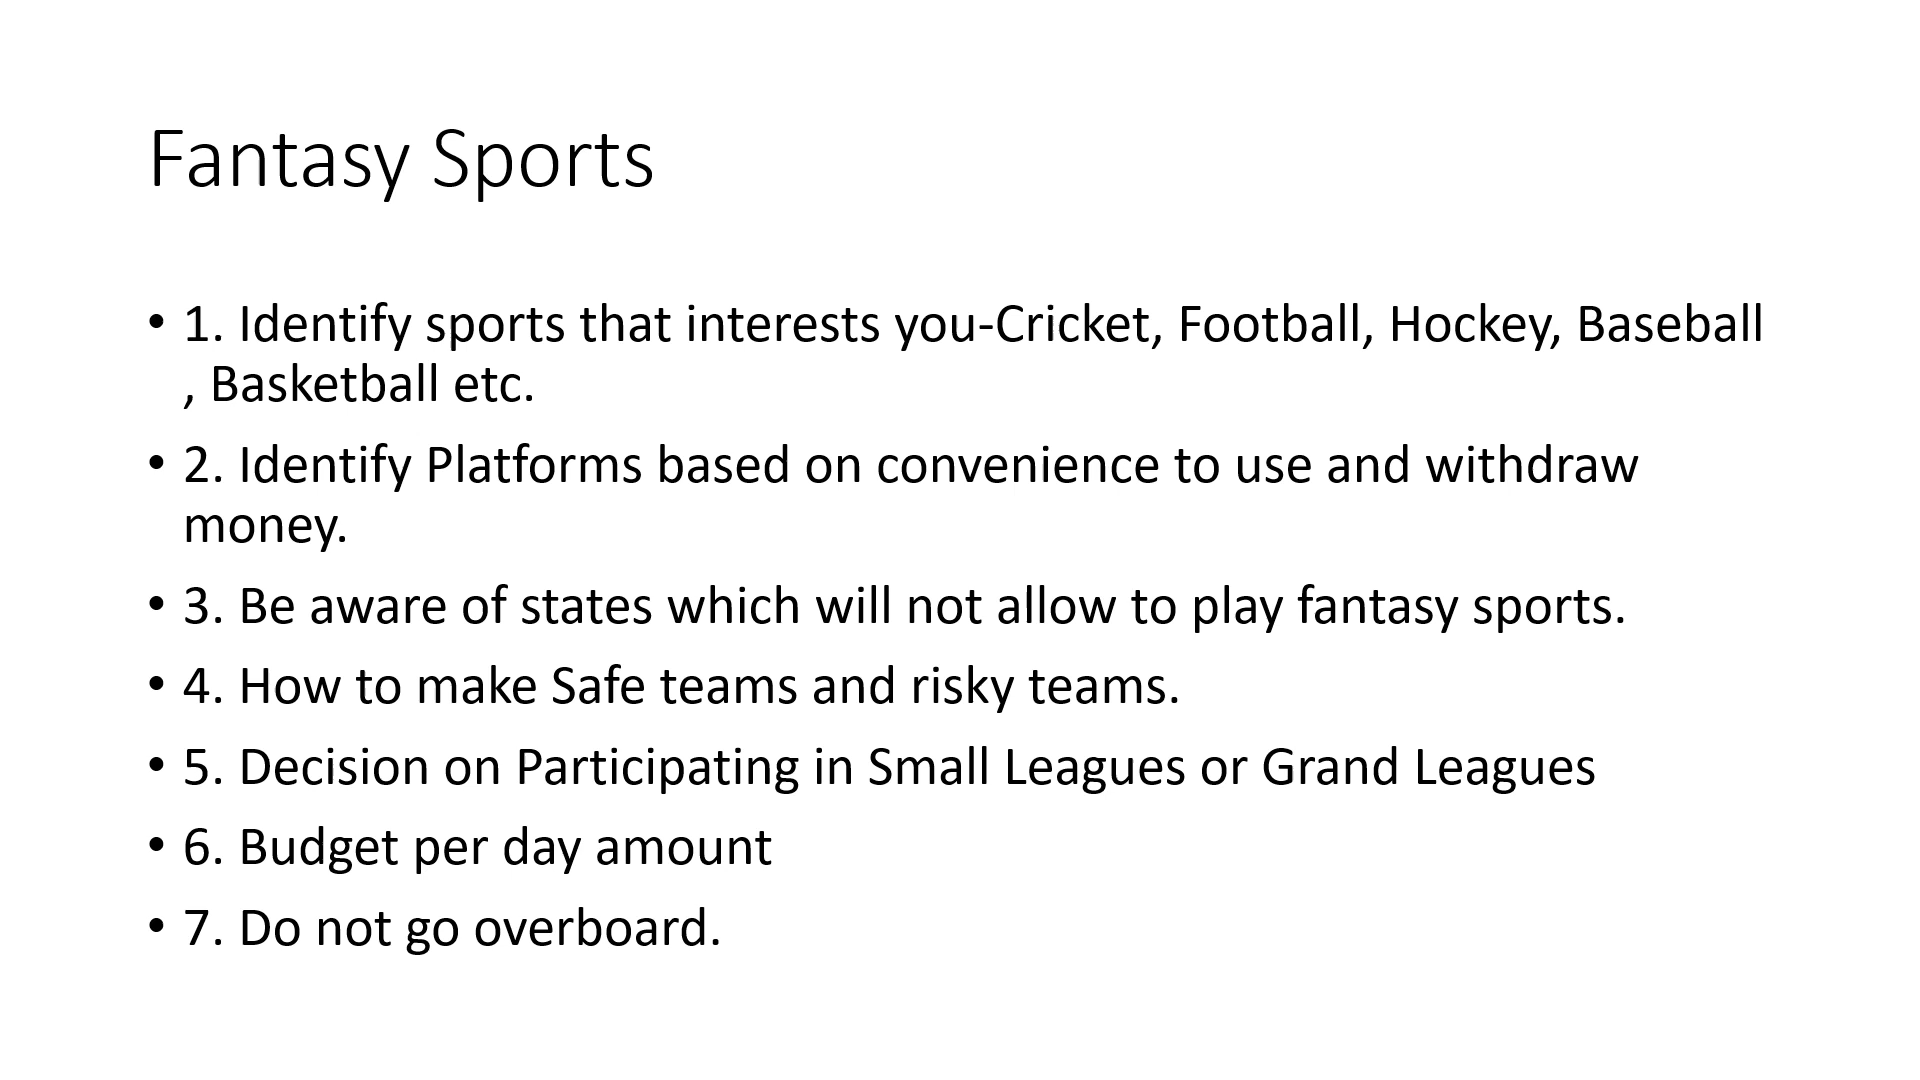 Fantasy Sports
• 1. Identify sports that interests you-Cricket, Football, Hockey, Baseball
, Basketball etc.
• 2. Identify Platforms based on convenience to use and withdraw
money.
• 3. Be aware of states which will not allow to play fantasy sports.
• 4. How to make Safe teams and risky teams.
• 5. Decision on Participating in Small Leagues or Grand Leagues
• 6. Budget per day amount
• 7. Do not go overboard.